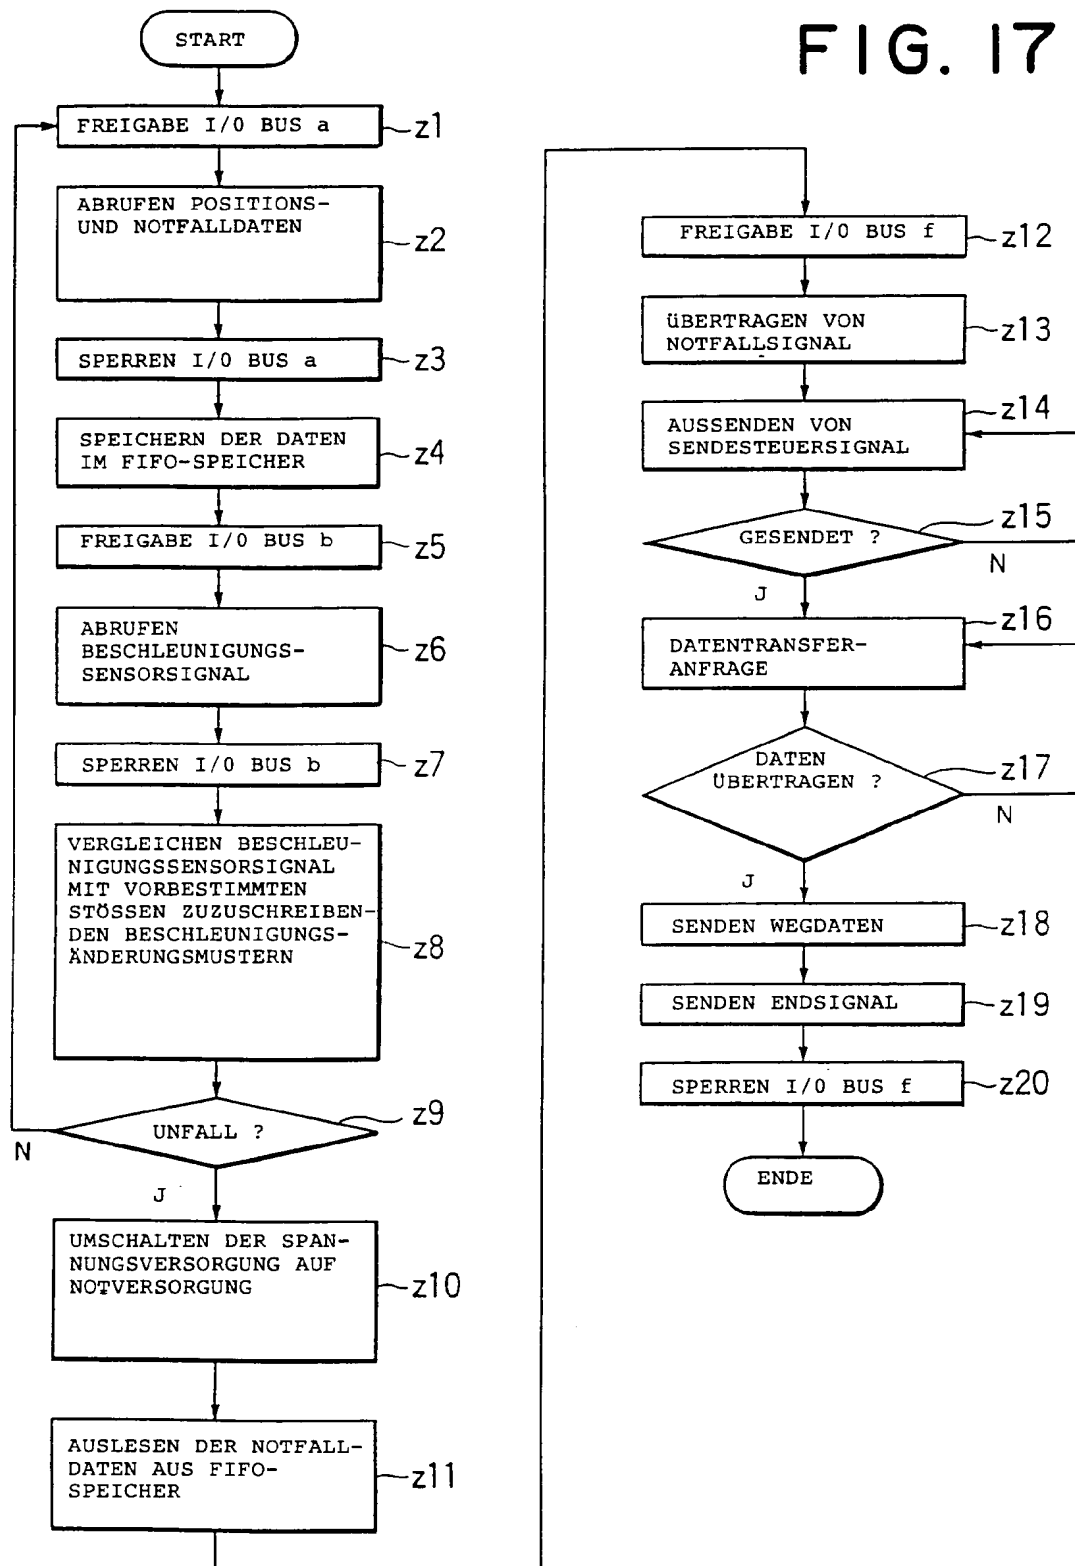 FIG. 17
START
FREIGABE I/O BUS a
z1
ABRUFEN POSITIONS-
UND NOTFALLDATEN
z2
SPERREN I/O BUS a
z3
SPEICHERN DER DATEN
IM FIFO-SPEICHER
z4
FREIGABE I/O BUS b
z5
ABRUFEN
BESCHLEUNIGUNGS-
SENSORSIGNAL
z6
SPERREN I/O BUS b
z7
VERGLEICHEN BESCHLEU-
NIGUNGSSENSORSIGNAL
MIT VORBESTIMMTEN
STÖSSEN ZUZUSCHREIBEN-
DEN BESCHLEUNIGUNGS-
ÄNDERUNGSMUSTERN
z8
UNFALL ?
z9
N
J
UMSCHALTEN DER SPAN-
NUNGSVERSORGUNG AUF
NOTVERSORGUNG
z10
AUSLESEN DER NOTFALL-
DATEN AUS FIFO-
SPEICHER
z11
FREIGABE I/O BUS f
z12
ÜBERTRAGEN VON
NOTFALLSIGNAL
z13
AUSSENDEN VON
SENDESTEUERSIGNAL
z14
GESENDET ?
z15
N
J
DATENTRANSFER-
ANFRAGE
z16
DATEN
ÜBERTRAGEN ?
z17
N
J
SENDEN WEGDATEN
z18
SENDEN ENDSIGNAL
z19
SPERREN I/O BUS f
z20
ENDE